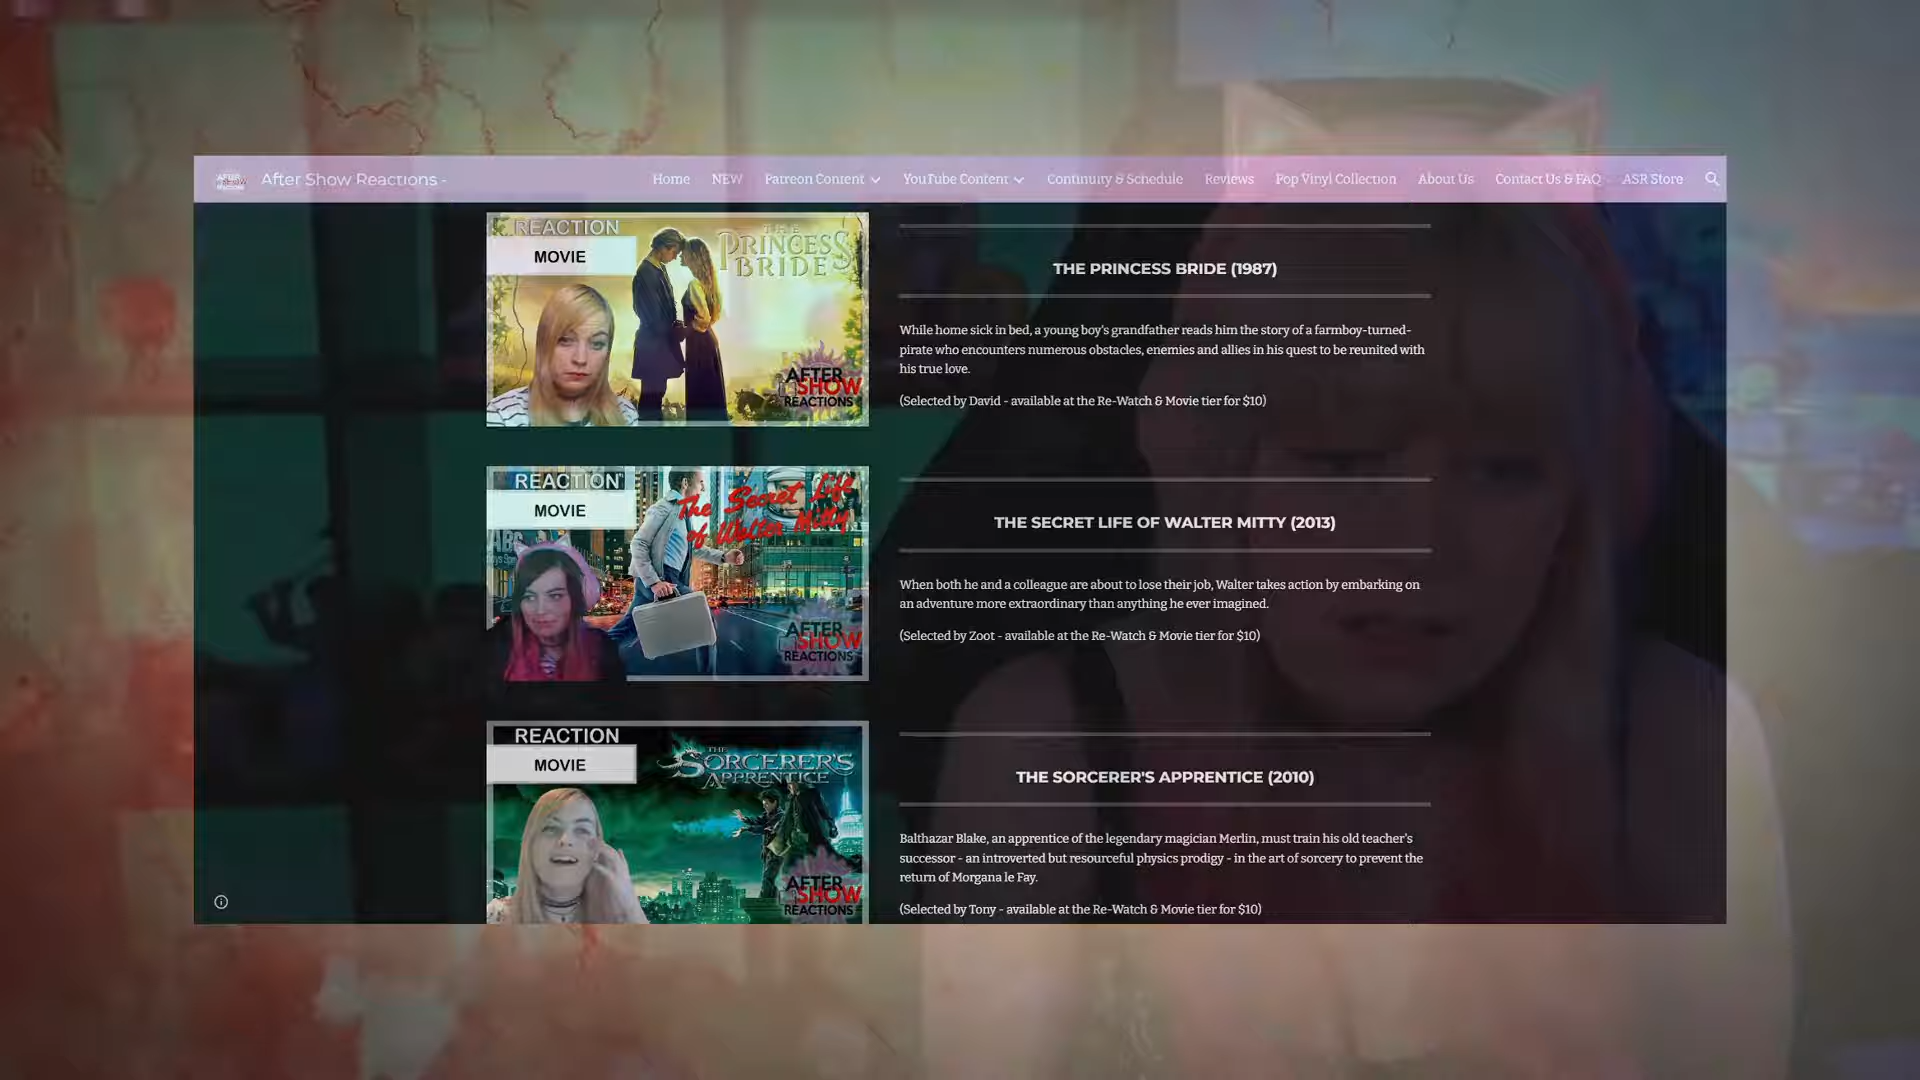 After Show Reactions -
Home NEW Patreon Content YouTube Content Continuity & Schedule Reviews Pop Vinyl Collection About Us Contact Us & FAQ ASR Store
REACTION
MOVIE
THE
PRINCESS
BRIDE
AFTER
SHOW
REACTIONS
THE PRINCESS BRIDE (1987)
While home sick in bed, a young boy's grandfather reads him the story of a farmboy-turned-
pirate who encounters numerous obstacles, enemies and allies in his quest to be reunited with
his true love.
(Selected by David - available at the Re-Watch & Movie tier for $10)
REACTION
MOVIE
The Secret Life
of Walter Mitty
AFTER
SHOW
REACTIONS
THE SECRET LIFE OF WALTER MITTY (2013)
When both he and a colleague are about to lose their job, Walter takes action by embarking on
an adventure more extraordinary than anything he ever imagined.
(Selected by Zoot - available at the Re-Watch & Movie tier for $10)
REACTION
MOVIE
THE
SORCERER'S
APPRENTICE
AFTER
SHOW
REACTIONS
THE SORCERER'S APPRENTICE (2010)
Balthazar Blake, an apprentice of the legendary magician Merlin, must train his old teacher's
successor - an introverted but resourceful physics prodigy - in the art of sorcery to prevent the
return of Morgana le Fay.
(Selected by Tony - available at the Re-Watch & Movie tier for $10)